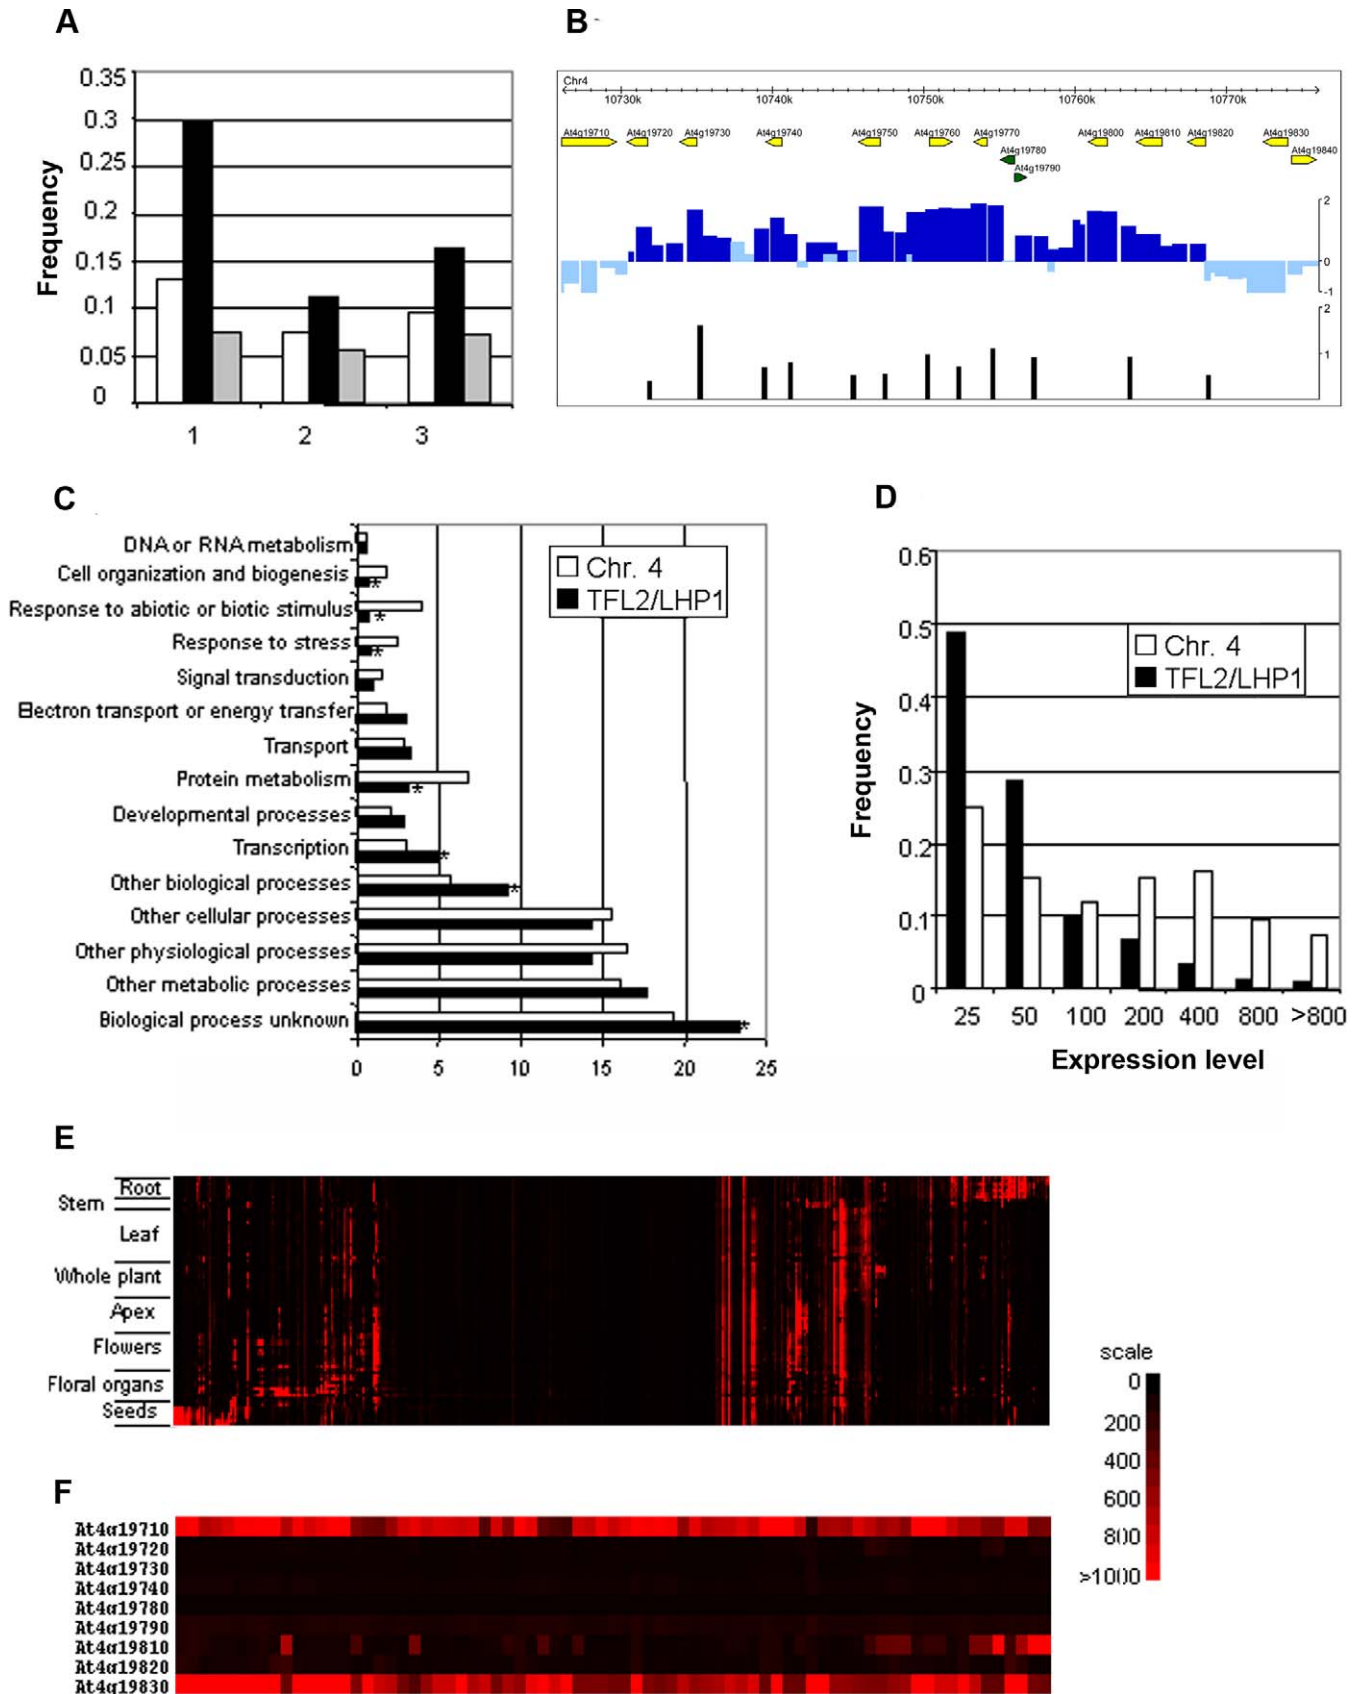 A
0.35
0.3
0.25
0.2
0.15
0.1
0.05
0
Frequency
1 2 3
B
Chr4
10730k 10740k 10750k 10760k 10770k
At4g19710 At4g19720 At4g19730 At4g19740 At4g19750 At4g19760 At4g19770 At4g19800 At4g19810 At4g19820 At4g19830
At4g19780 At4g19840
At4g19790
2
0
-1
2
1
C
DNA or RNA metabolism
Cell organization and biogenesis *
Response to abiotic or biotic stimulus *
Response to stress *
Signal transduction
Electron transport or energy transfer
Transport
Protein metabolism *
Developmental processes
Transcription *
Other biological processes *
Other cellular processes
Other physiological processes
Other metabolic processes
Biological process unknown *
0 5 10 15 20 25
Chr. 4
TFL2/LHP1
D
0.6
0.5
0.4
0.3
0.2
0.1
0
Frequency
Chr. 4
TFL2/LHP1
25 50 100 200 400 800 >800
Expression level
E
Root
Stem
Leaf
Whole plant
Apex
Flowers
Floral organs
Seeds
scale
0
200
400
600
800
>1000
F
At4g19710
At4g19720
At4g19730
At4g19740
At4g19780
At4g19790
At4g19810
At4g19820
At4g19830